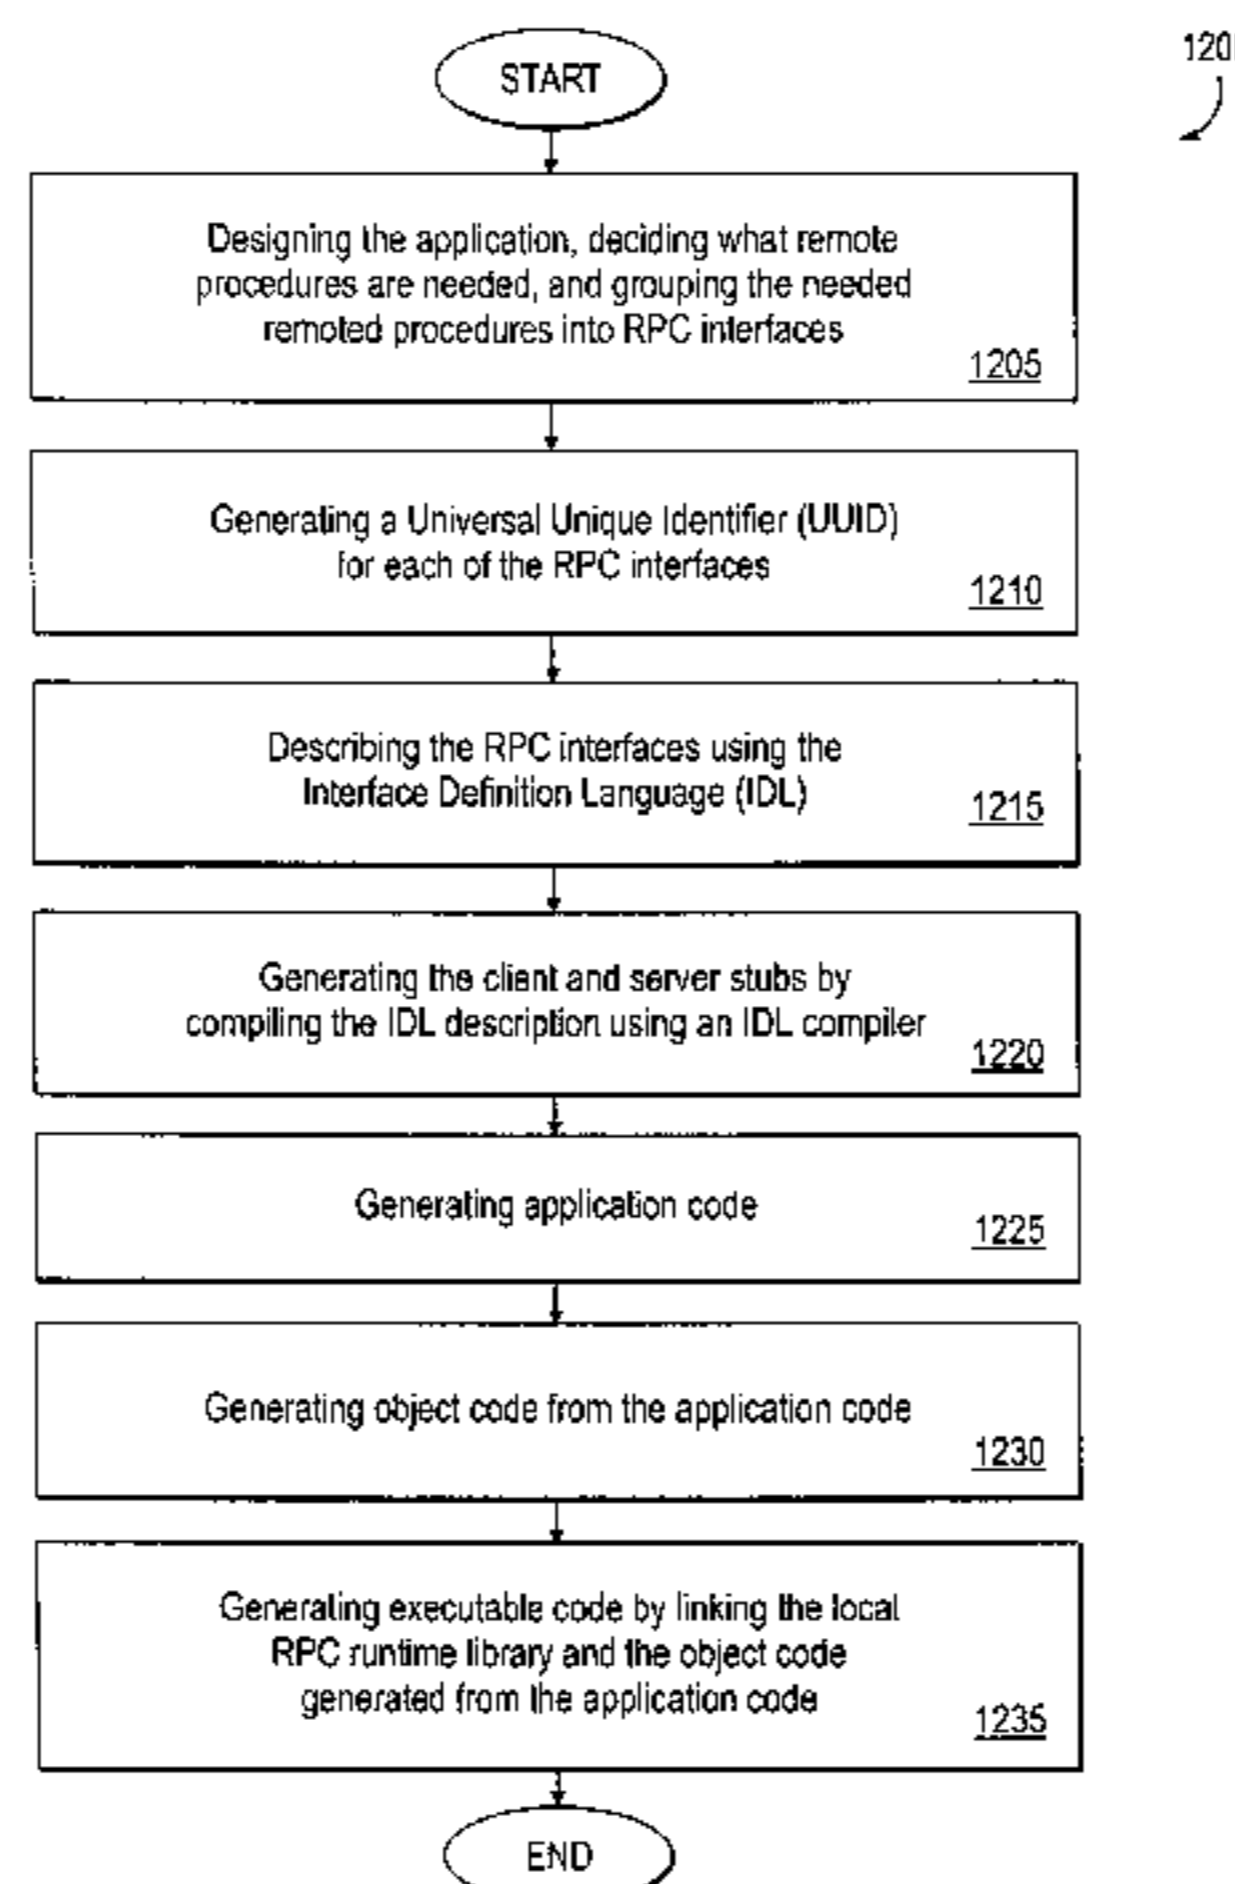 START
Designing the application, deciding what remote
procedures are needed, and grouping the needed
remoted procedures into RPC interfaces
1205
Generating a Universal Unique Identifier (UUID)
for each of the RPC interfaces
1210
Describing the RPC interfaces using the
Interface Definition Language (IDL)
1215
Generating the client and server stubs by
compiling the IDL description using an IDL compiler
1220
Generating application code
1225
Generating object code from the application code
1230
Generating executable code by linking the local
RPC runtime library and the object code
generated from the application code
1235
END